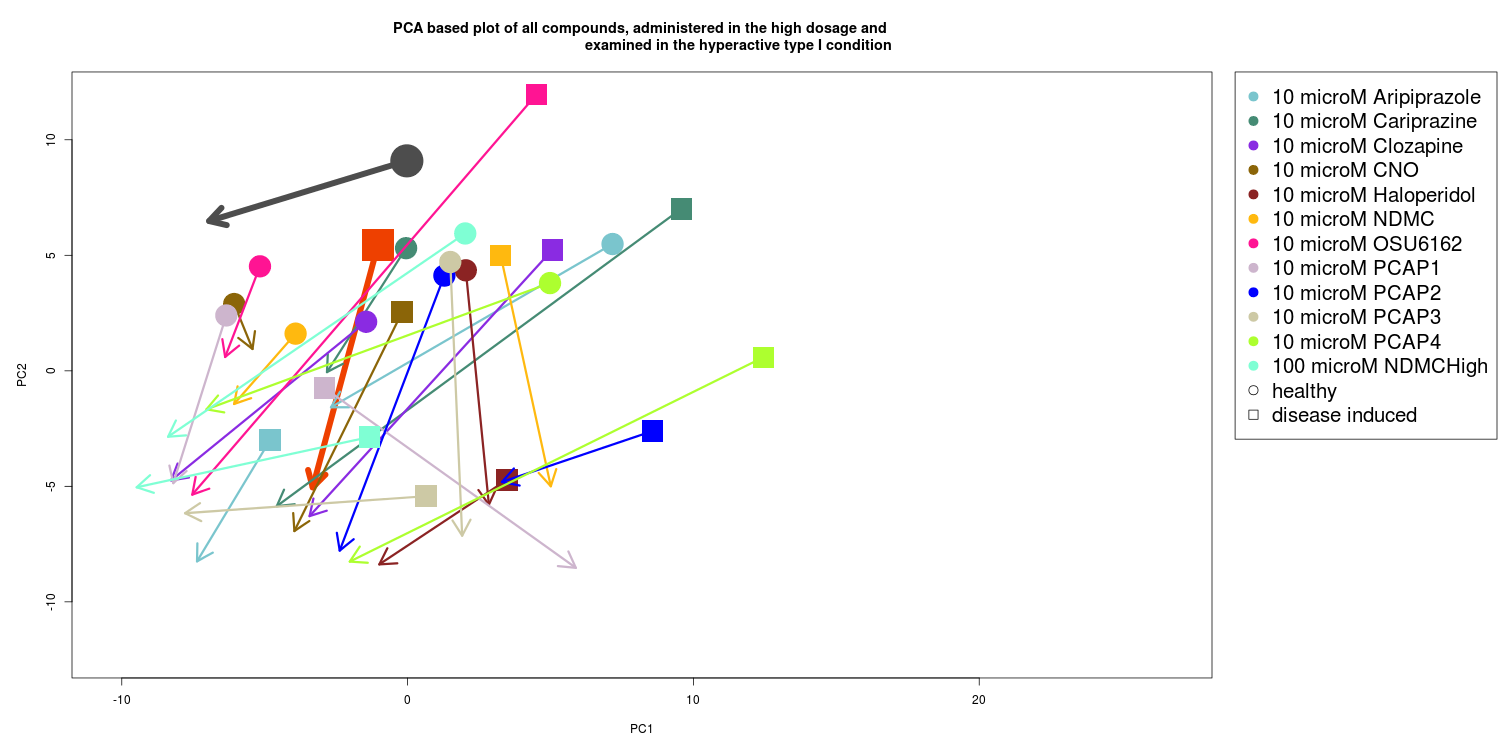 PCA based plot of all compounds, administered in the high dosage and
examined in the hyperactive type I condition
10 microM Aripiprazole
10 microM Cariprazine
10 microM Clozapine
10 microM CNO
10 microM Haloperidol
10 microM NDMC
10 microM OSU6162
10 microM PCAP1
10 microM PCAP2
10 microM PCAP3
10 microM PCAP4
100 microM NDMCHigh
healthy
disease induced
PC2
10
5
0
-5
-10
-10
0
10
20
PC1